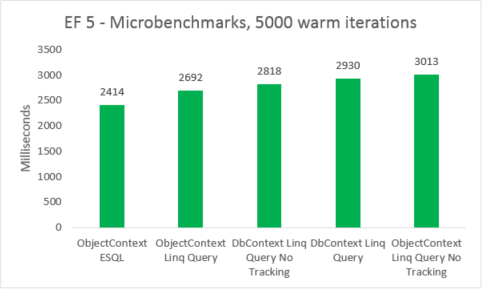 EF 5 - Microbenchmarks, 5000 warm iterations
Milliseconds
3500
3000
2500
2000
1500
1000
500
0
2414
2692
2818
2930
3013
ObjectContext
ESQL
ObjectContext
Linq Query
DbContext Linq
Query No
Tracking
DbContext Linq
Query
ObjectContext
Linq Query No
Tracking